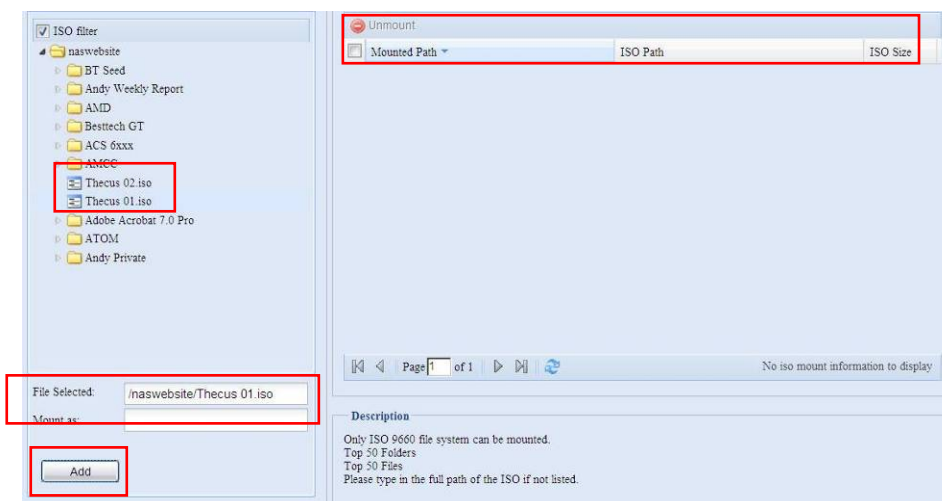 ISO filter
naswebsite
BT Seed
Andy Weekly Report
AMD
Besttech GT
ACS 6xxx
AMCC
Thecus 02.iso
Thecus 01.iso
Adobe Acrobat 7.0 Pro
ATOM
Andy Private
File Selected: /naswebsite/Thecus 01.iso
Mount as:
Add
Unmount
Mounted Path ISO Path ISO Size
Page 1 of 1 No iso mount information to display
Description
Only ISO 9660 file system can be mounted.
Top 50 Folders
Top 50 Files
Please type in the full path of the ISO if not listed.